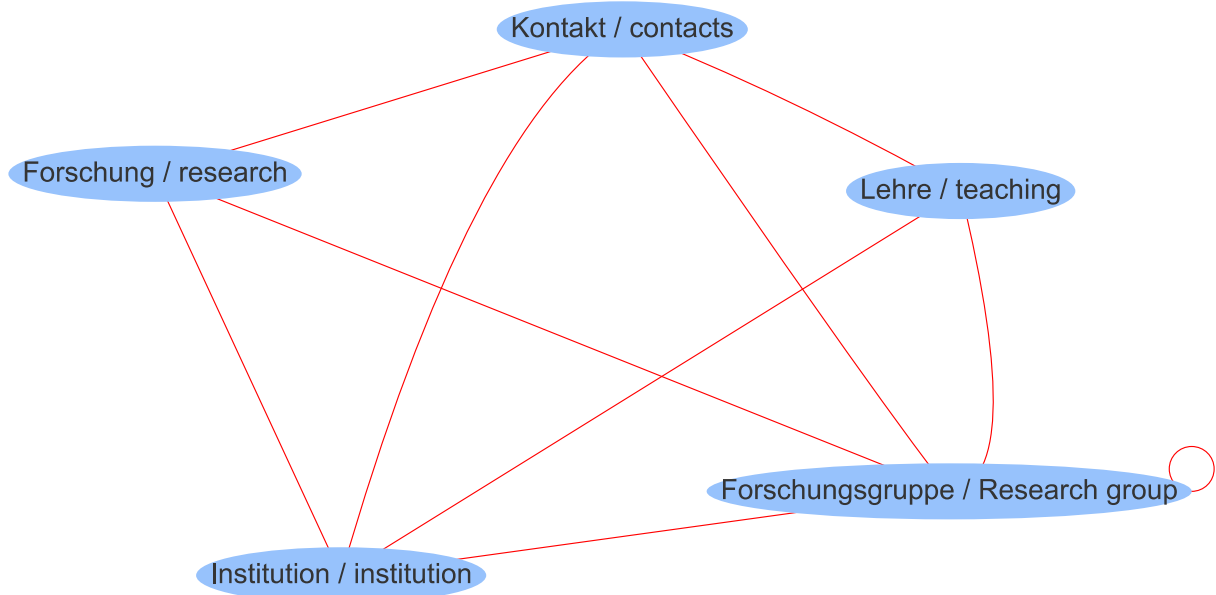 Kontakt / contacts
Forschung / research
Lehre / teaching
Forschungsgruppe / Research group
Institution / institution